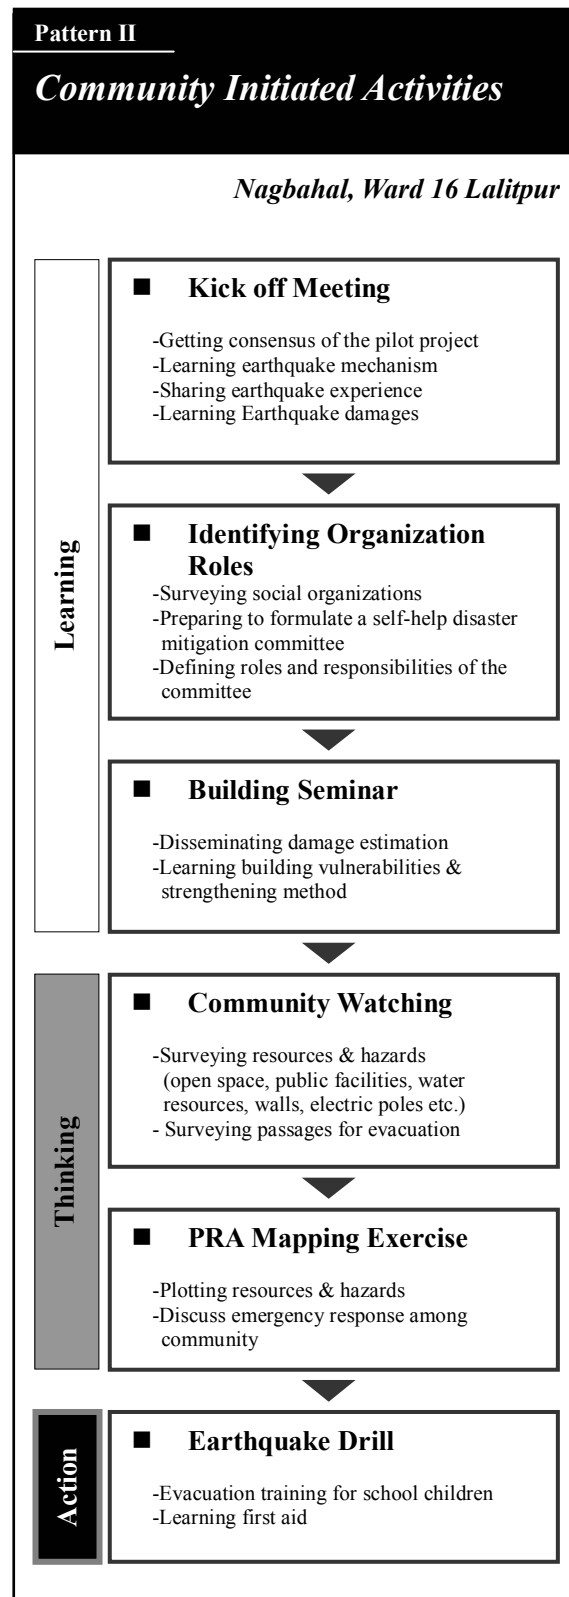 Pattern II
Community Initiated Activities
Nagbahal, Ward 16 Lalitpur
Learning
■ Kick off Meeting
-Getting consensus of the pilot project
-Learning earthquake mechanism
-Sharing earthquake experience
-Learning Earthquake damages
■ Identifying Organization
Roles
-Surveying social organizations
-Preparing to formulate a self-help disaster
mitigation committee
-Defining roles and responsibilities of the
committee
■ Building Seminar
-Disseminating damage estimation
-Learning building vulnerabilities &
strengthening method
Thinking
■ Community Watching
-Surveying resources & hazards
(open space, public facilities, water
resources, walls, electric poles etc.)
- Surveying passages for evacuation
■ PRA Mapping Exercise
-Plotting resources & hazards
-Discuss emergency response among
community
Action
■ Earthquake Drill
-Evacuation training for school children
-Learning first aid